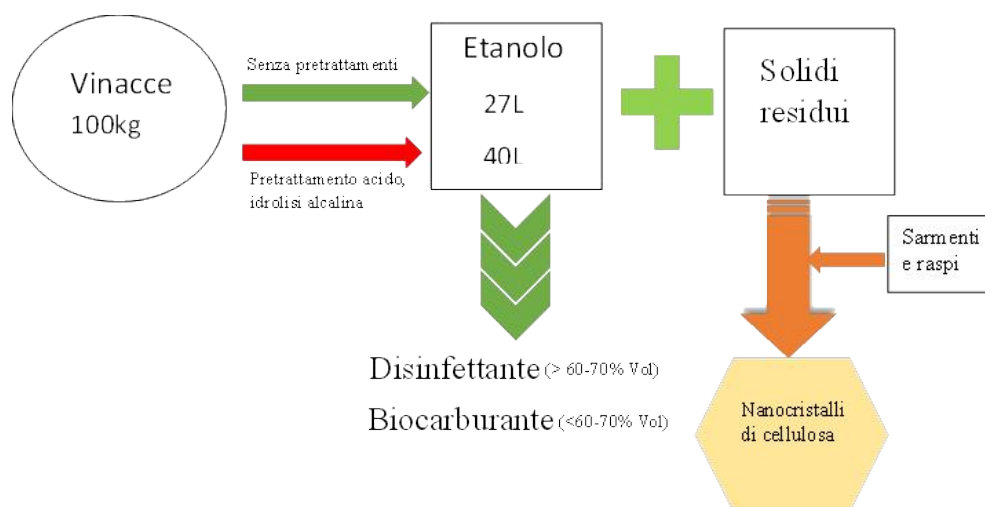 Vinacce
100kg
Senza pretrattamenti
Pretrattamento acido,
idrolisi alcalina
Etanolo
27L
40L
Solidi
residui
Sarmenti
e raspi
Disinfettante (> 60-70% Vol)
Biocarburante (<60-70% Vol)
Nanocristalli
di cellulosa